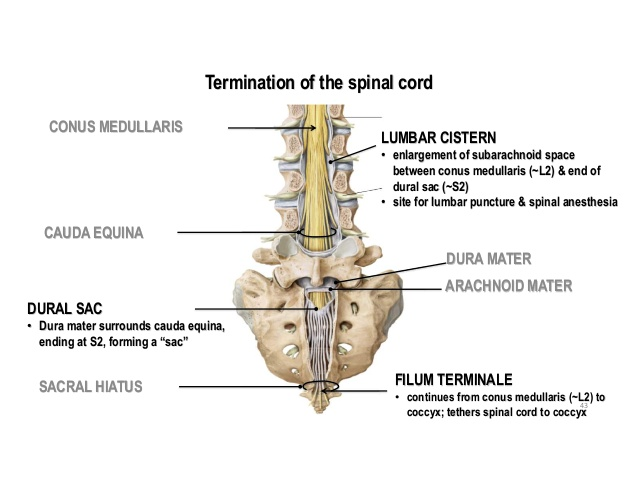 Termination of the spinal cord
CONUS MEDULLARIS
LUMBAR CISTERN
• enlargement of subarachnoid space
between conus medullaris (~L2) & end of
dural sac (~S2)
• site for lumbar puncture & spinal anesthesia
CAUDA EQUINA
DURA MATER
ARACHNOID MATER
DURAL SAC
• Dura mater surrounds cauda equina,
ending at S2, forming a “sac”
SACRAL HIATUS
FILUM TERMINALE
• continues from conus medullaris (~L2) to
coccyx; tethers spinal cord to coccyx
43